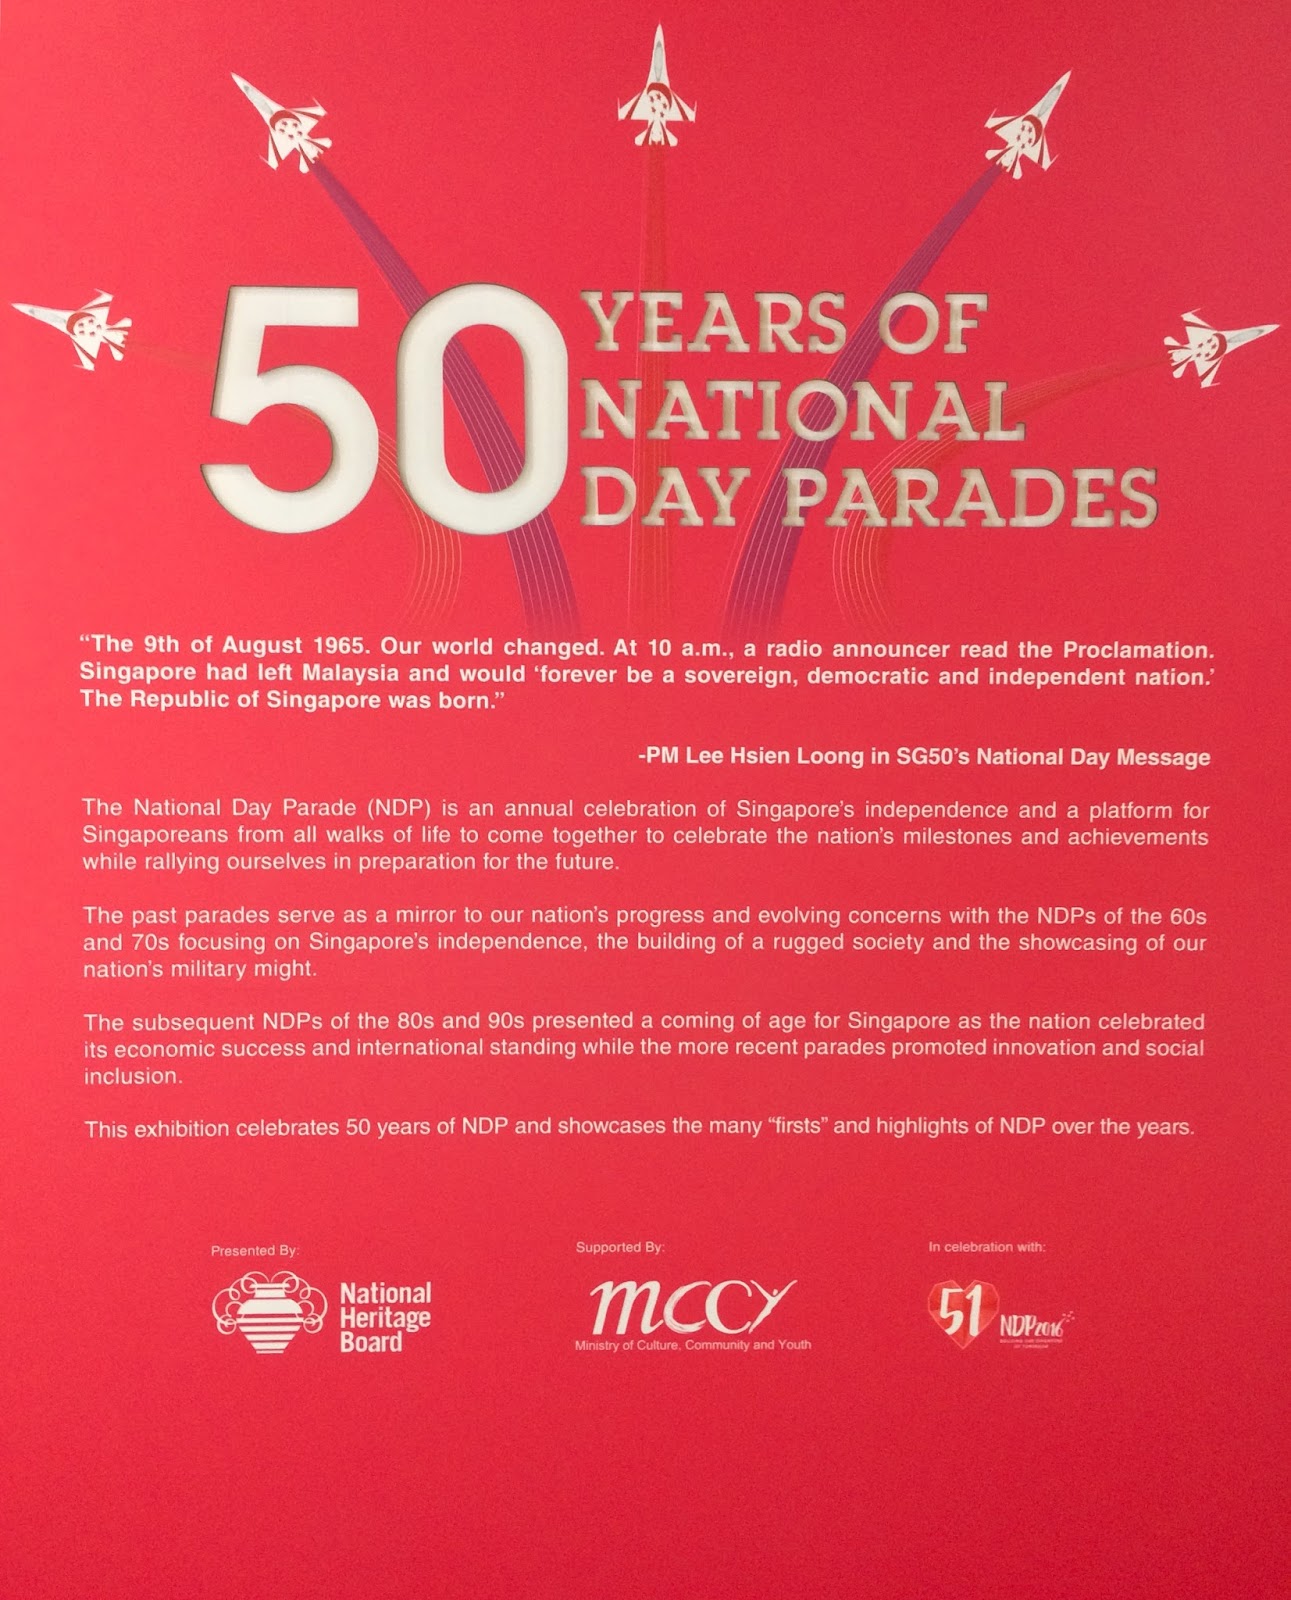 50 YEARS OF
NATIONAL
DAY PARADES
“The 9th of August 1965. Our world changed. At 10 a.m., a radio announcer read the Proclamation.
Singapore had left Malaysia and would ‘forever be a sovereign, democratic and independent nation.’
The Republic of Singapore was born.”
-PM Lee Hsien Loong in SG50’s National Day Message
The National Day Parade (NDP) is an annual celebration of Singapore’s independence and a platform for
Singaporeans from all walks of life to come together to celebrate the nation’s milestones and achievements
while rallying ourselves in preparation for the future.
The past parades serve as a mirror to our nation’s progress and evolving concerns with the NDPs of the 60s
and 70s focusing on Singapore’s independence, the building of a rugged society and the showcasing of our
nation’s military might.
The subsequent NDPs of the 80s and 90s presented a coming of age for Singapore as the nation celebrated
its economic success and international standing while the more recent parades promoted innovation and social
inclusion.
This exhibition celebrates 50 years of NDP and showcases the many “firsts” and highlights of NDP over the years.
Presented By:
National
Heritage
Board
Supported By:
mccy
Ministry of Culture, Community and Youth
In celebration with:
51 NDP2016